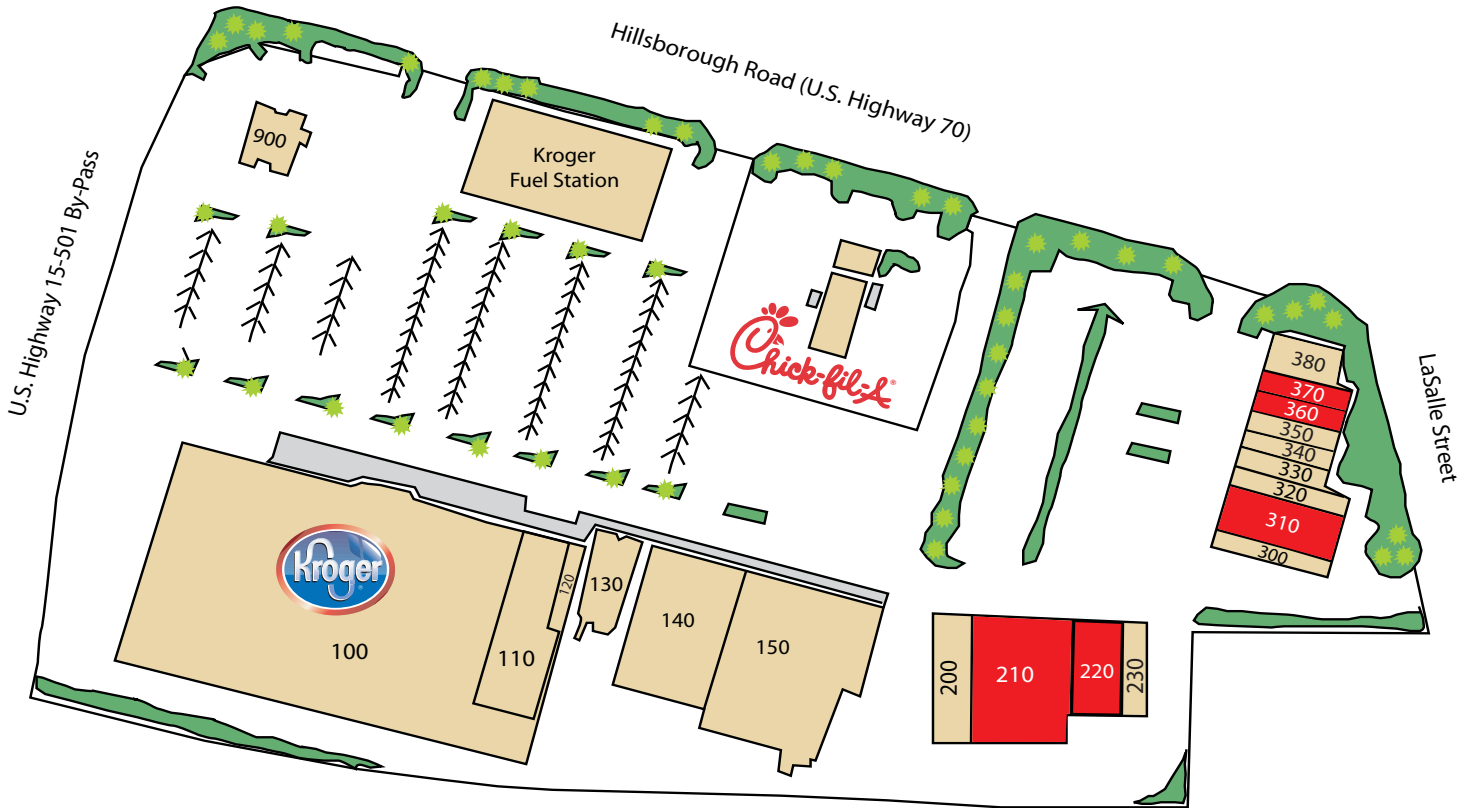 Hillsborough Road (U.S. Highway 70)
U.S. Highway 15-501 By-Pass
LaSalle Street
900
Kroger
Fuel Station
Chick-fil-A®
380
370
360
350
340
330
320
310
300
Kroger
100
110
120
130
140
150
200
210
220
230